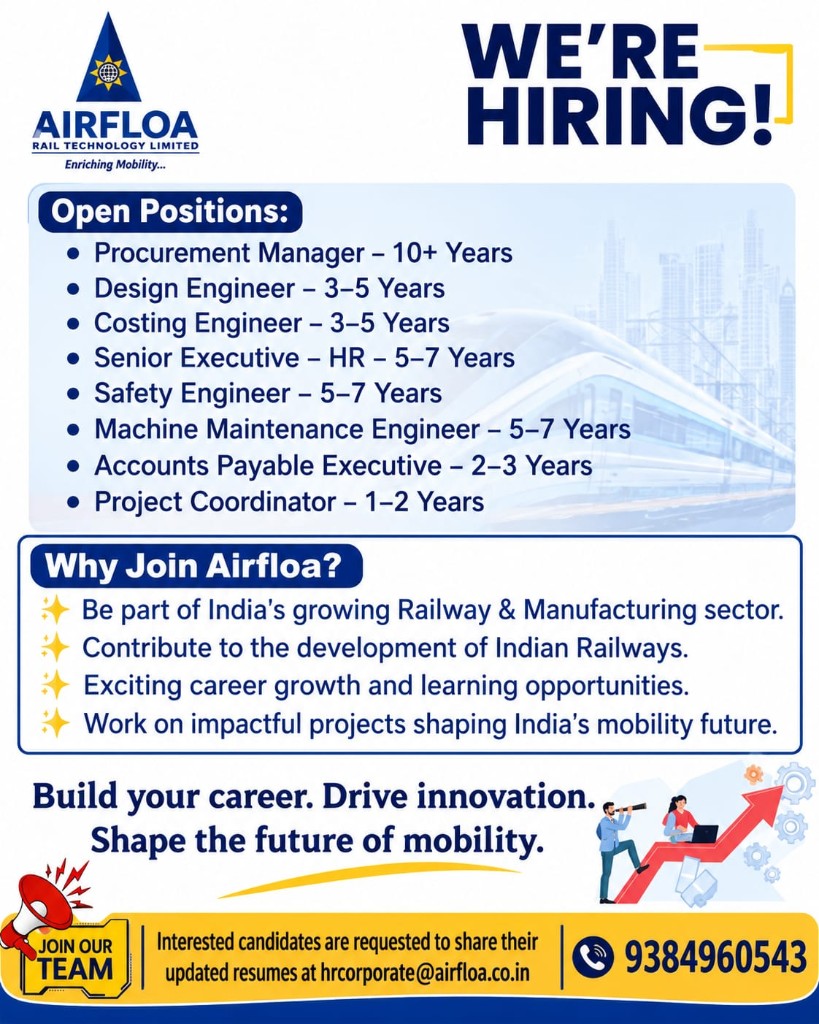 AIRFLOA
RAIL TECHNOLOGY LIMITED
Enriching Mobility...
WE'RE
HIRING!
Open Positions:
• Procurement Manager – 10+ Years
• Design Engineer – 3–5 Years
• Costing Engineer – 3–5 Years
• Senior Executive – HR – 5–7 Years
• Safety Engineer – 5–7 Years
• Machine Maintenance Engineer – 5–7 Years
• Accounts Payable Executive – 2–3 Years
• Project Coordinator – 1–2 Years
Why Join Airfloa?
Be part of India's growing Railway & Manufacturing sector.
Contribute to the development of Indian Railways.
Exciting career growth and learning opportunities.
Work on impactful projects shaping India's mobility future.
Build your career. Drive innovation.
Shape the future of mobility.
JOIN OUR
TEAM
Interested candidates are requested to share their
updated resumes at hrcorporate@airfloa.co.in
9384960543